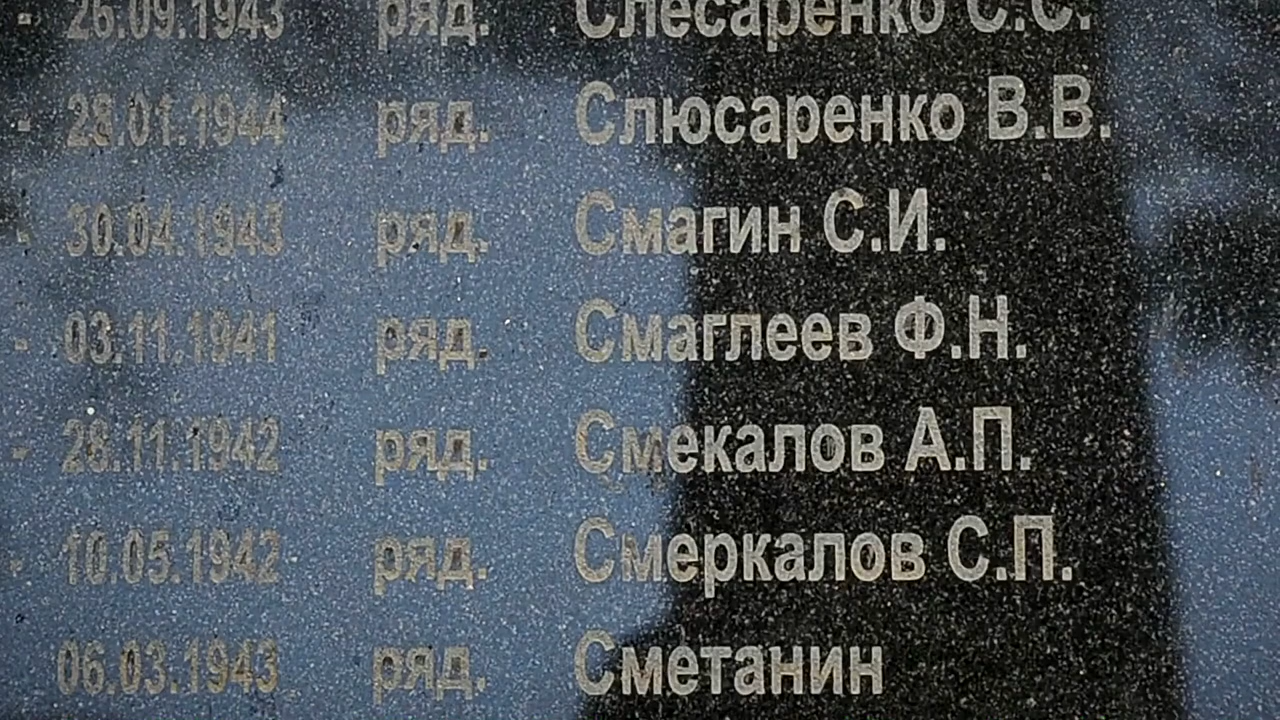 - 26.09.1943 ряд. Слесаренко С.С.
- 28.01.1944 ряд. Слюсаренко В.В.
- 30.04.1943 ряд. Смагин С.И.
- 03.11.1941 ряд. Смаглеев Ф.Н.
- 28.11.1942 ряд. Смекалов А.П.
- 10.05.1942 ряд. Смеркалов С.П.
06.03.1943 ряд. Сметанин